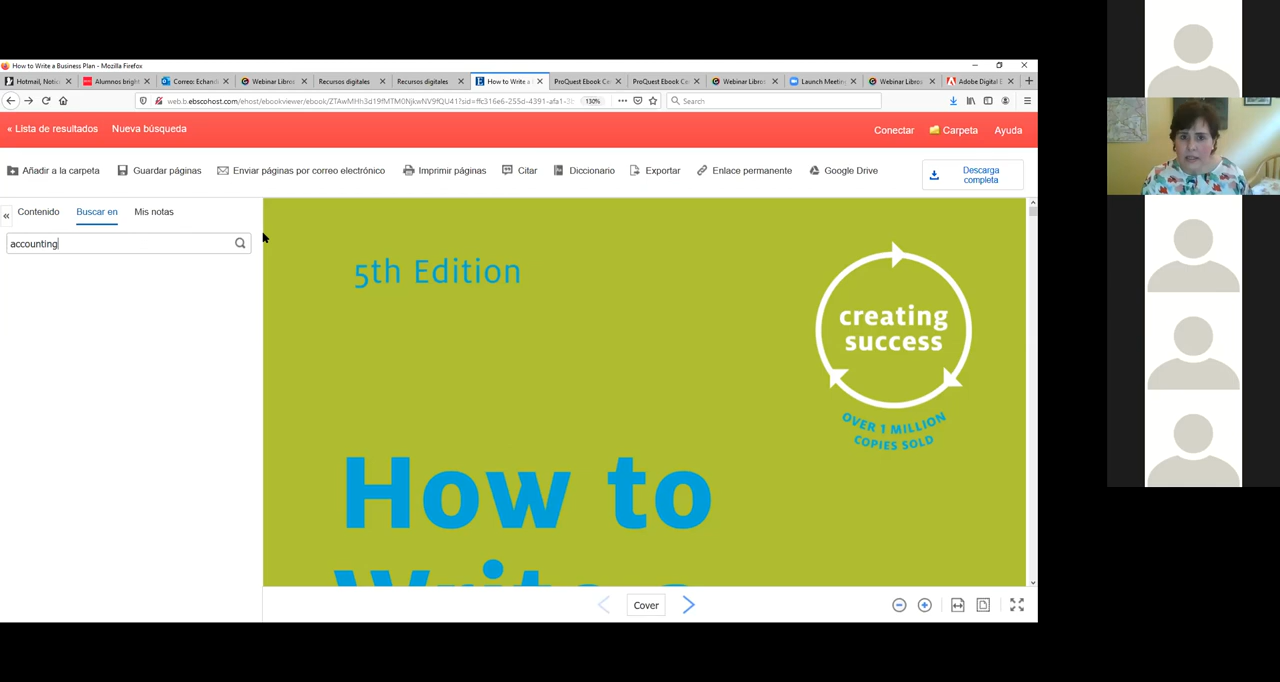 How to Write a Business Plan - Mozilla Firefox
Hotmail, Notic
Alumnos bright
Correo: Echand
Webinar Libros
Recursos digitales
Recursos digitales
How to Write a
ProQuest Ebook Ce
ProQuest Ebook Ce
Webinar Libros
Launch Meeting
Webinar Libros
Adobe Digital E
130%
Search
« Lista de resultados
Nueva búsqueda
Conectar
Carpeta
Ayuda
Añadir a la carpeta
Guardar páginas
Enviar páginas por correo electrónico
Imprimir páginas
Citar
Diccionario
Exportar
Enlace permanente
Google Drive
Descarga
completa
Contenido
Buscar en
Mis notas
accounting
5th Edition
creating
success
OVER 1 MILLION
COPIES SOLD
How to
Write a
Cover